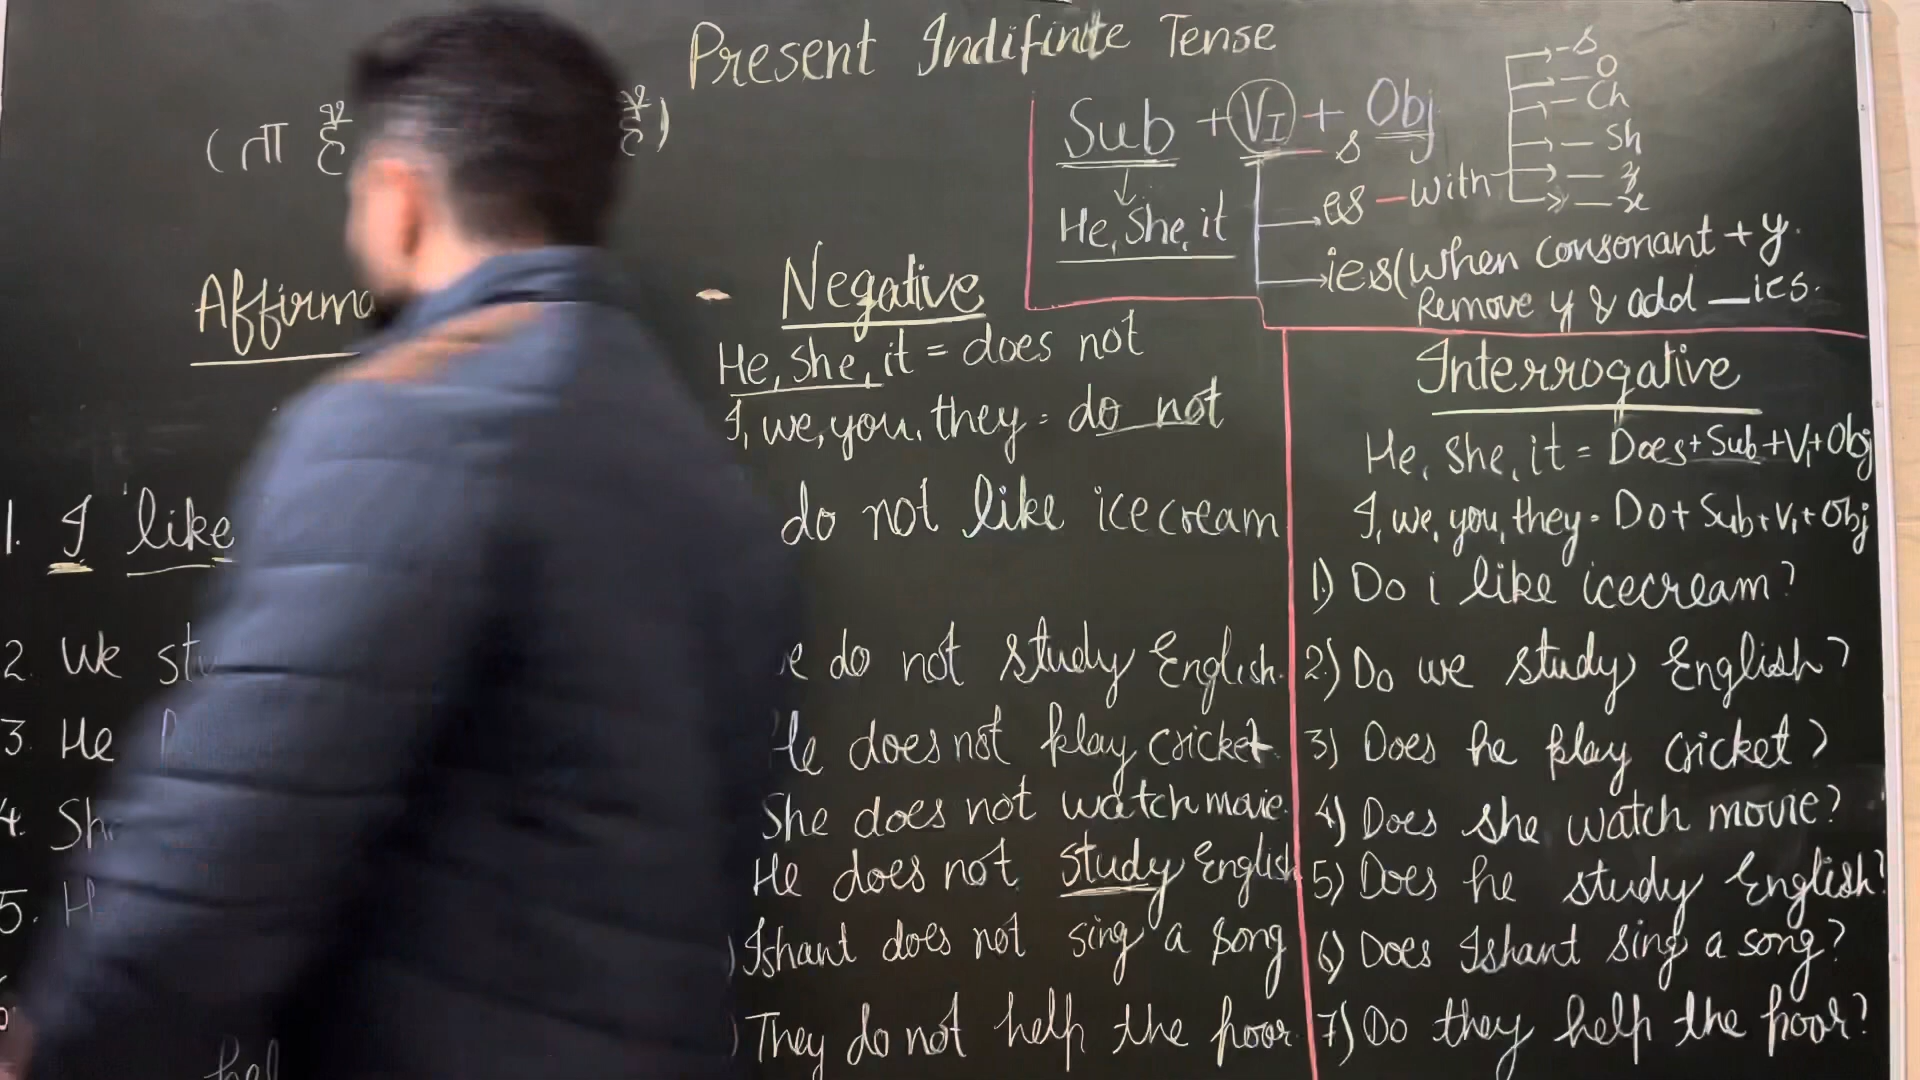 Present Indifinite Tense
(ता है
है)
Sub + V1 + Obj
He, She, it
s
es - with
-s
-o
-Ch
-Sh
-z
-x
ies (when consonant + y.
Remove y & add _ies.
Affirma
- Negative
He, She, it = does not
I, we, you, they = do not
Interrogative
He, She, it = Does + Sub + V1 + Obj
I, we, you, they = Do + Sub + V1 + Obj
1. I like
2. We
3. He
4.
5.
do not like icecream
do not study English.
He does not play cricket
She does not watch movie.
He does not study English
Ishant does not sing a song
They do not help the poor
1) Do i like icecream?
2) Do we study English?
3) Does he play cricket?
4) Does she watch movie?
5) Does he study English?
6) Does Ishant sing a song?
7) Do they help the poor?